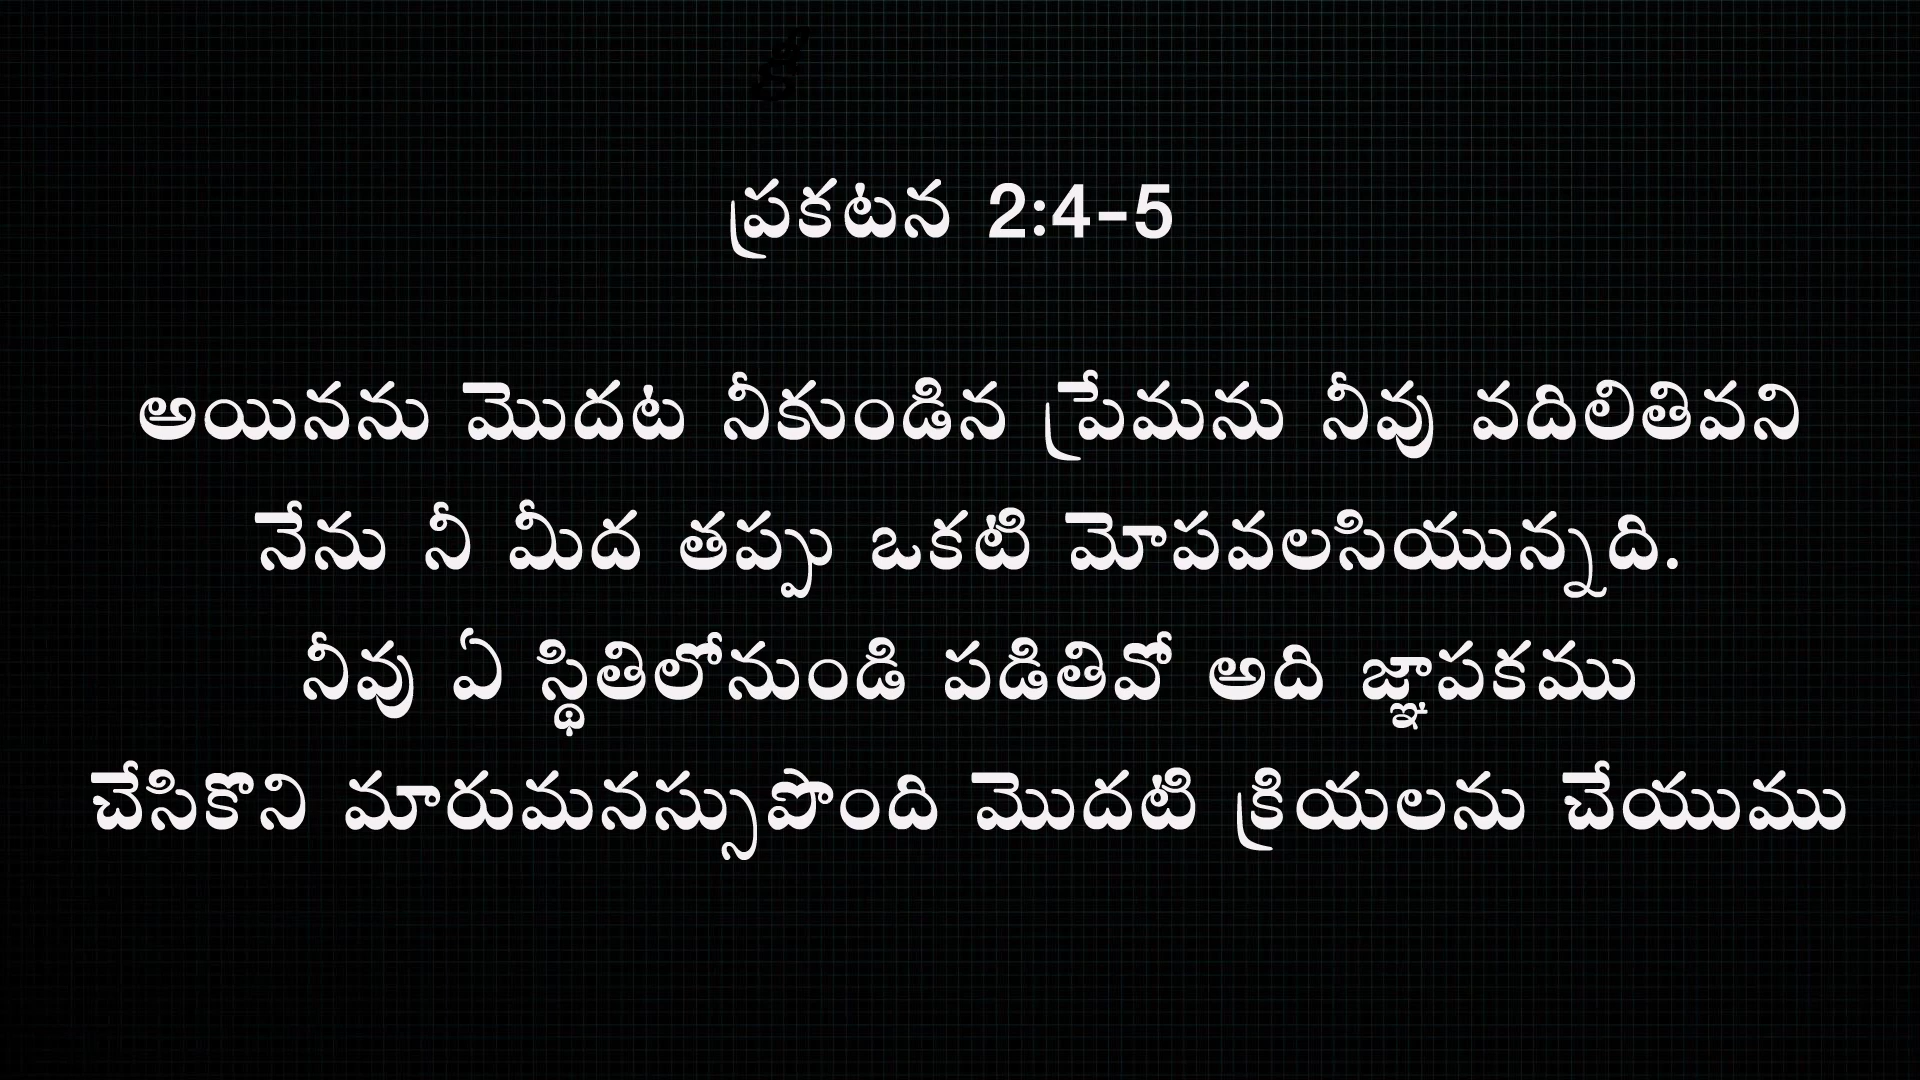 ప్రకటన 2:4-5
అయినను మొదట నీకుండిన ప్రేమను నీవు వదిలితివని
నేను నీ మీద తప్పు ఒకటి మోపవలసియున్నది.
నీవు ఏ స్థితిలోనుండి పడితివో అది జ్ఞాపకము
చేసికొని మారుమనస్సుపొంది మొదటి క్రియలను చేయుము